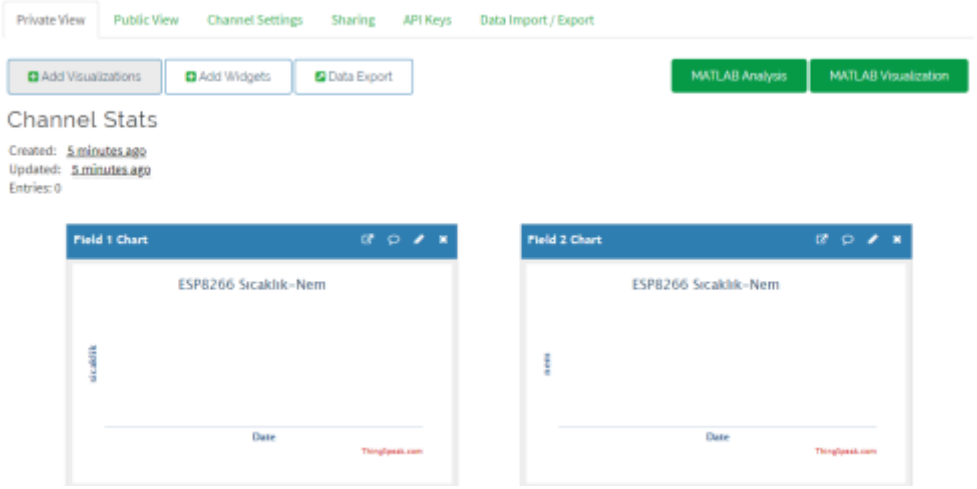 Private View Public View Channel Settings Sharing API Keys Data Import / Export
Add Visualizations Add Widgets Data Export MATLAB Analysis MATLAB Visualization
Channel Stats
Created: 5 minutes ago
Updated: 5 minutes ago
Entries: 0
Field 1 Chart
ESP8266 Sıcaklık-Nem
sıcaklık
Date
ThingSpeak.com
Field 2 Chart
ESP8266 Sıcaklık-Nem
nem
Date
ThingSpeak.com